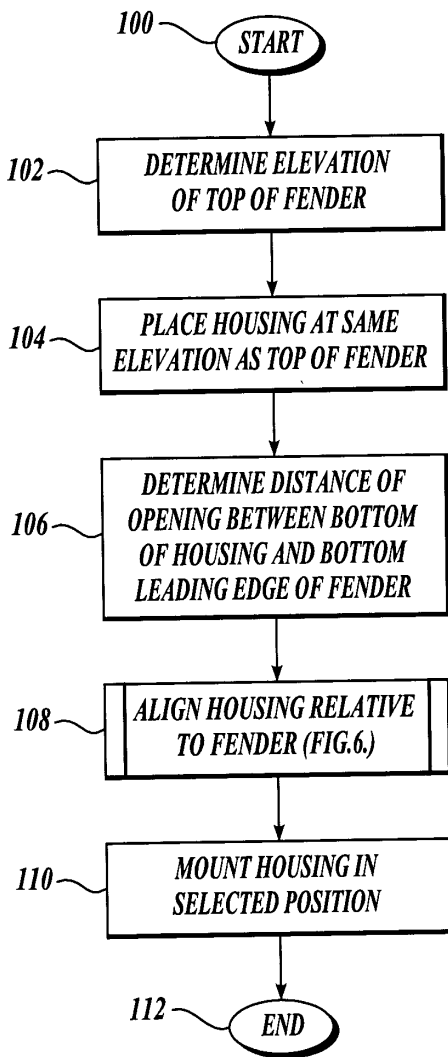 100
START
102
DETERMINE ELEVATION
OF TOP OF FENDER
104
PLACE HOUSING AT SAME
ELEVATION AS TOP OF FENDER
106
DETERMINE DISTANCE OF
OPENING BETWEEN BOTTOM
OF HOUSING AND BOTTOM
LEADING EDGE OF FENDER
108
ALIGN HOUSING RELATIVE
TO FENDER (FIG.6.)
110
MOUNT HOUSING IN
SELECTED POSITION
112
END